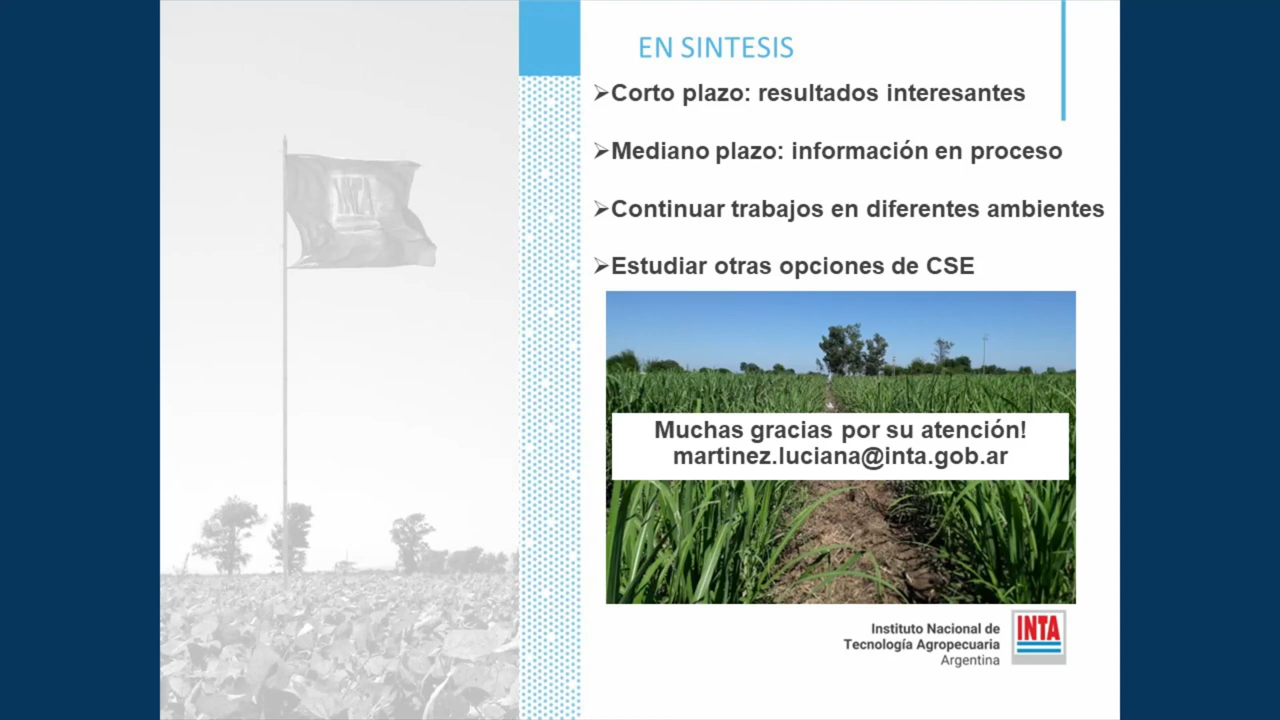 INTA
EN SINTESIS
➢Corto plazo: resultados interesantes
➢Mediano plazo: información en proceso
➢Continuar trabajos en diferentes ambientes
➢Estudiar otras opciones de CSE
Muchas gracias por su atención!
martinez.luciana@inta.gob.ar
Instituto Nacional de
Tecnología Agropecuaria
Argentina
INTA